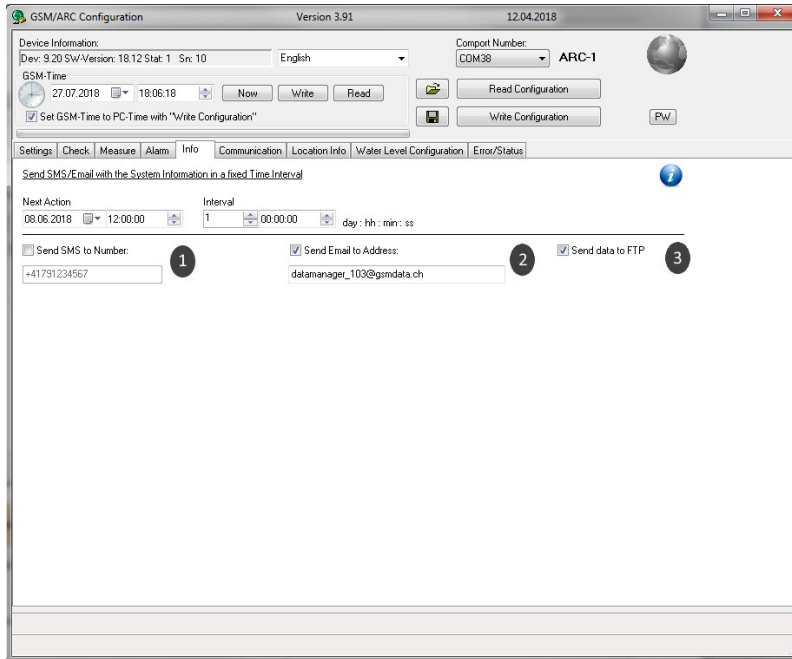 GSM/ARC Configuration Version 3.91 12.04.2018
Device Information: Comport Number:
Dev: 9.20 SW-Version: 18.12 Stat: 1 Sn: 10 English COM38 ARC-1
GSM-Time
27.07.2018 18:06:18 Now Write Read Read Configuration
Set GSM-Time to PC-Time with "Write Configuration" Write Configuration PW
Settings Check Measure Alarm Info Communication Location Info Water Level Configuration Error/Status
Send SMS/Email with the System Information in a fixed Time Interval
Next Action Interval
08.06.2018 12:00:00 1 00:00:00 day : hh : min : ss
Send SMS to Number: 1 Send Email to Address: 2 Send data to FTP 3
+41791234567 datamanager_103@gsmdata.ch